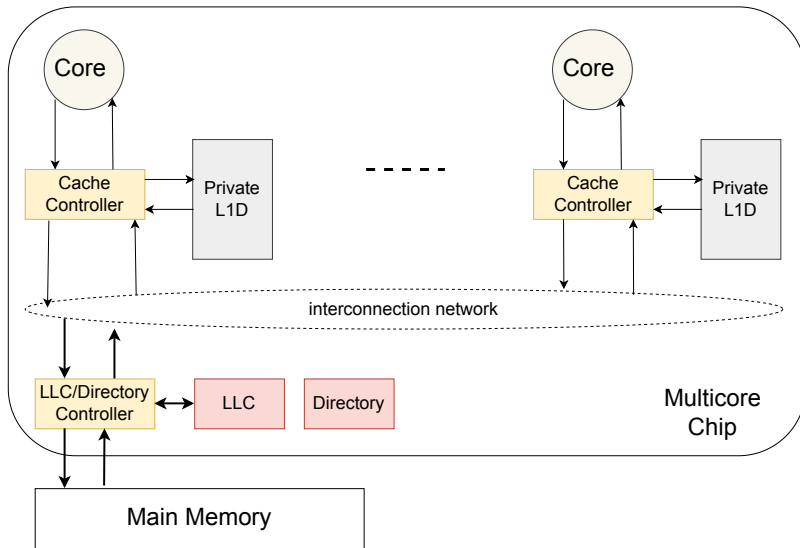 Core
Core
Cache
Controller
Private
L1D
Cache
Controller
Private
L1D
interconnection network
LLC/Directory
Controller
LLC
Directory
Multicore
Chip
Main Memory